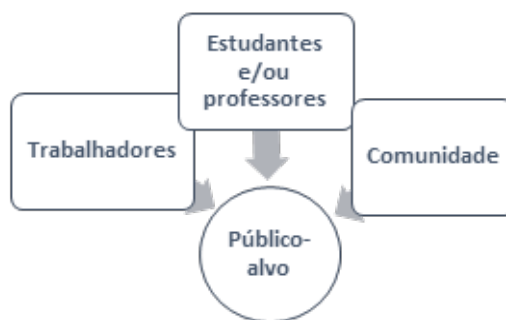 Estudantes
e/ou
professores
Trabalhadores
Comunidade
Público-
alvo